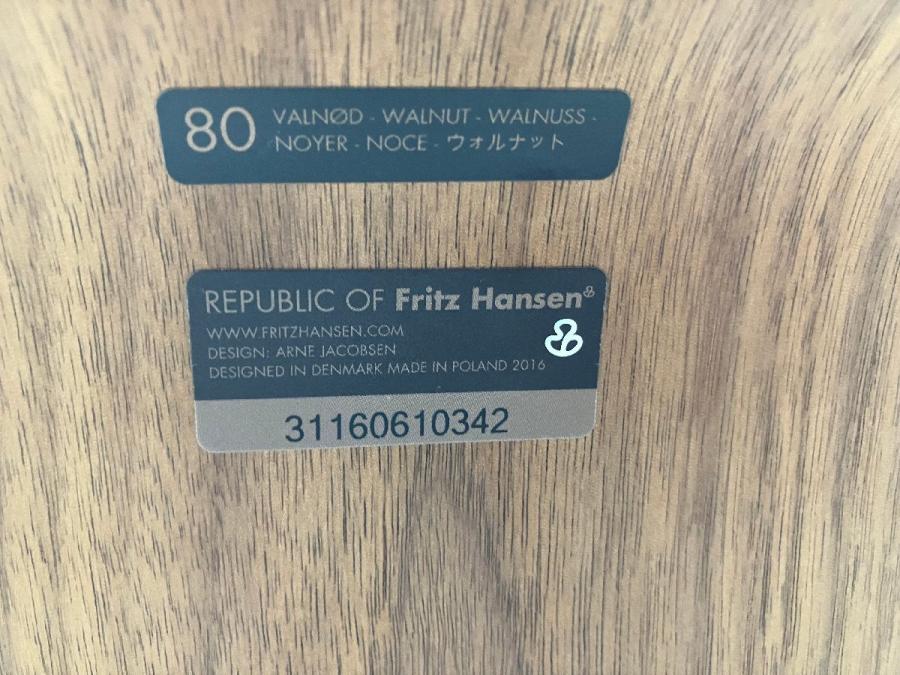 80 VALNØD - WALNUT - WALNUSS -
NOYER - NOCE - ウォルナット
REPUBLIC OF Fritz Hansen
WWW.FRITZHANSEN.COM
DESIGN: ARNE JACOBSEN
DESIGNED IN DENMARK MADE IN POLAND 2016
31160610342